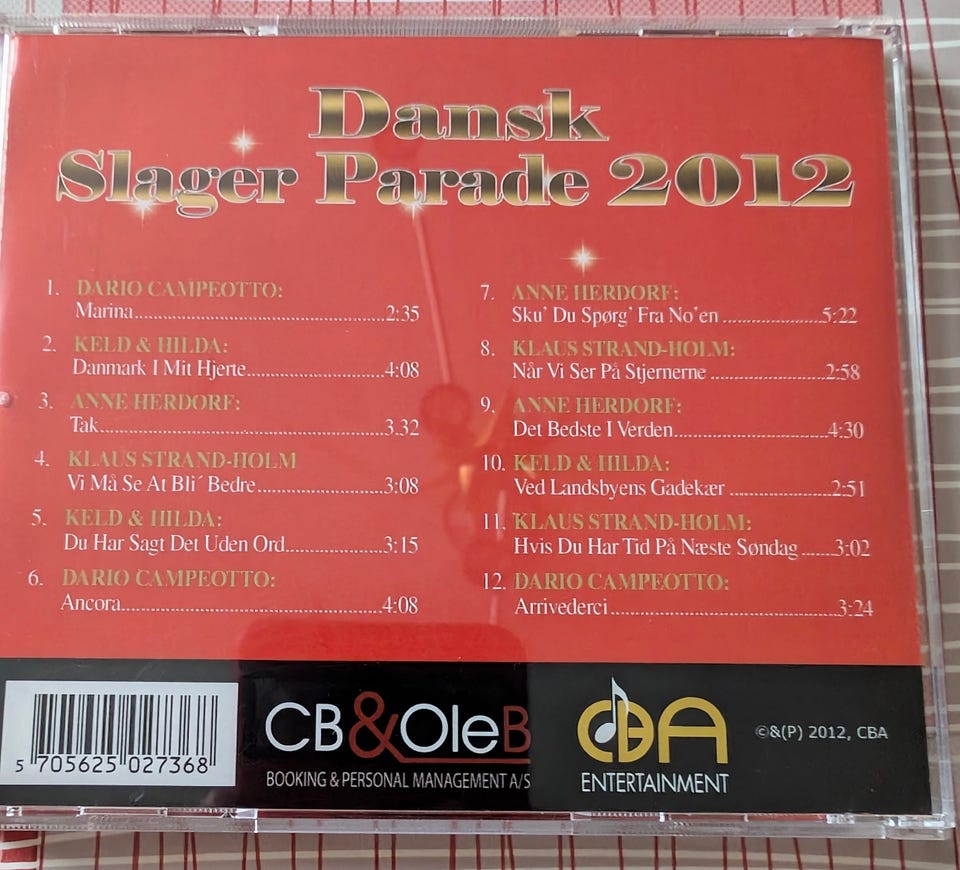 Dansk
Slager Parade 2012
1. DARIO CAMPEOTTO:
Marina......2:35
2. KELD & HILDA:
Danmark I Mit Hjerte......4:08
3. ANNE HERDORF:
Tak......3.32
4. KLAUS STRAND-HOLM
Vi Må Se At Bli´ Bedre......3:08
5. KELD & HILDA:
Du Har Sagt Det Uden Ord......3:15
6. DARIO CAMPEOTTO:
Ancora......4:08
7. ANNE HERDORF:
Sku' Du Spørg' Fra No'en......5:22
8. KLAUS STRAND-HOLM:
Når Vi Ser På Stjernerne......2:58
9. ANNE HERDORF:
Det Bedste I Verden......4:30
10. KELD & HILDA:
Ved Landsbyens Gadekær......2:51
11. KLAUS STRAND-HOLM:
Hvis Du Har Tid På Næste Søndag......3:02
12. DARIO CAMPEOTTO:
Arrivederci......3:24
5 705625 027368
CB&OleB
BOOKING & PERSONAL MANAGEMENT A/S
CBA
ENTERTAINMENT
©&(P) 2012, CBA